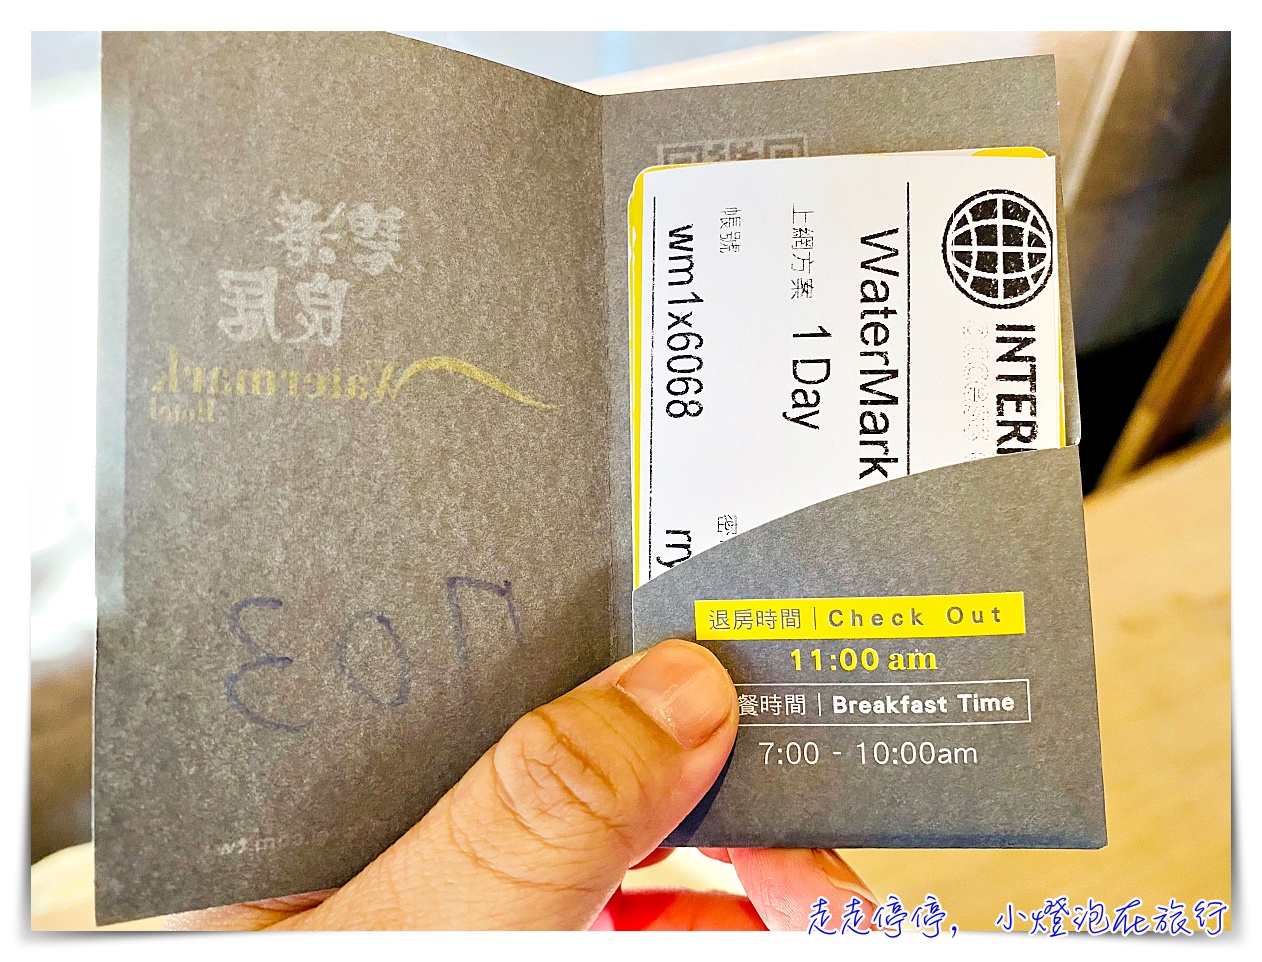 Watermark
Hotel
703
INTER
WaterMark
上網方案 1 Day
帳號
wm1x6068
退房時間｜Check Out
11:00 am
餐時間｜Breakfast Time
7:00 - 10:00am
走走停停，小燈泡在旅行